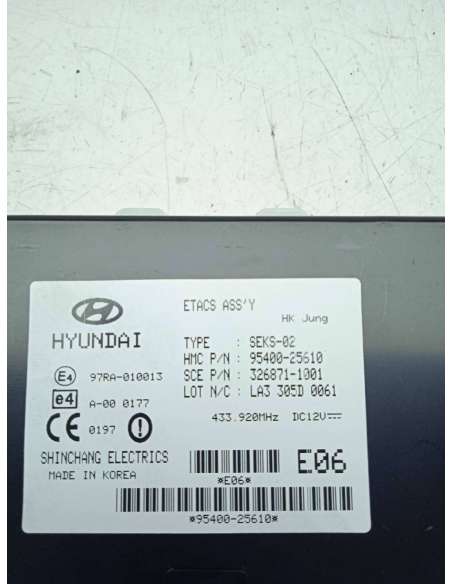 ETACS ASS'Y
HK Jung
HYUNDAI
TYPE : SEKS-02
HMC P/N : 95400-25610
SCE P/N : 326871-1001
LOT N/C : LA3 305D 0061
E4 97RA-010013
e4 A-00 0177
433.920MHz DC12V
CE 0197
SHINCHANG ELECTRICS
MADE IN KOREA
*E06*
E06
*95400-25610*